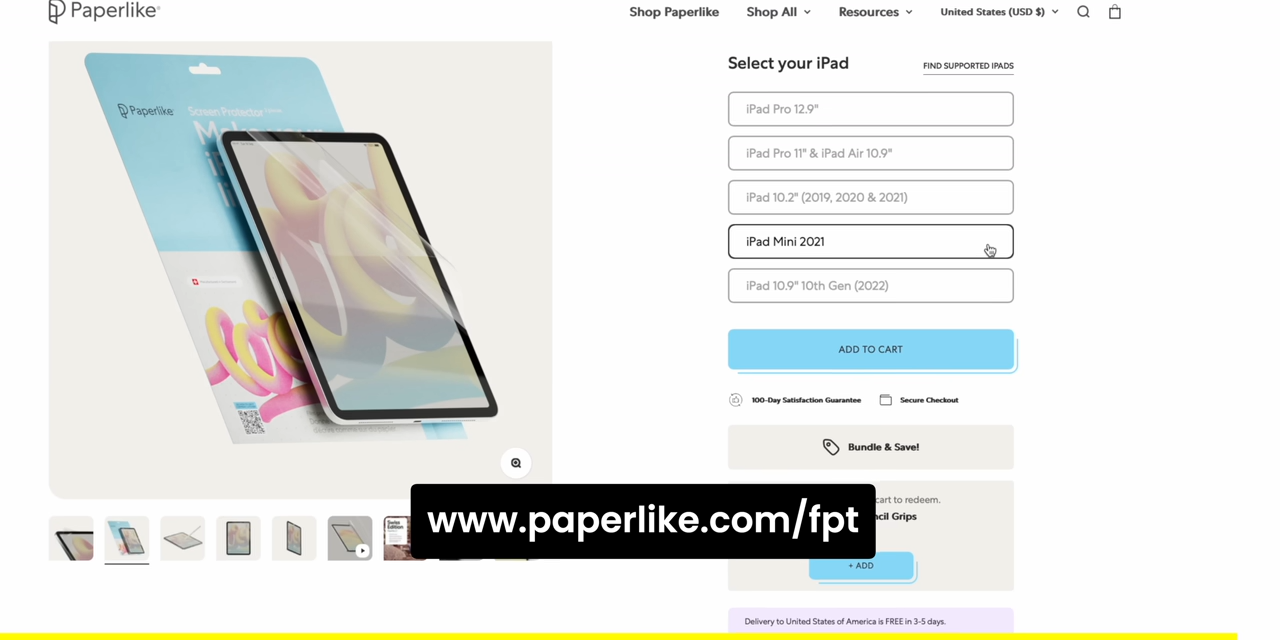 Paperlike
Shop Paperlike
Shop All
Resources
United States (USD $)
Paperlike
Screen Protector
Select your iPad
FIND SUPPORTED IPADS
iPad Pro 12.9"
iPad Pro 11" & iPad Air 10.9"
iPad 10.2" (2019, 2020 & 2021)
iPad Mini 2021
iPad 10.9" 10th Gen (2022)
ADD TO CART
100-Day Satisfaction Guarantee
Secure Checkout
Bundle & Save!
cart to redeem.
Grips
+ ADD
www.paperlike.com/fpt
Swiss
Edition
Delivery to United States of America is FREE in 3-5 days.